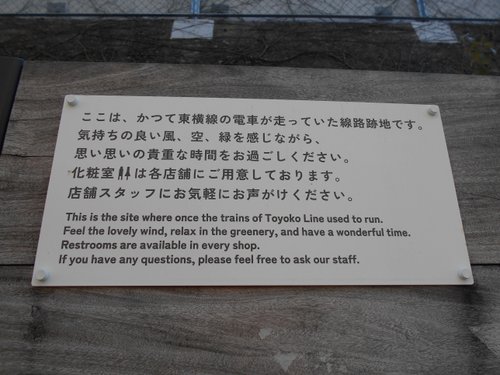 ここは、かつて東横線の電車が走っていた線路跡地です。
気持ちの良い風、空、緑を感じながら、
思い思いの貴重な時間をお過ごしください。
化粧室🚻は各店舗にご用意しております。
店舗スタッフにお気軽にお声がけください。
This is the site where once the trains of Toyoko Line used to run.
Feel the lovely wind, relax in the greenery, and have a wonderful time.
Restrooms are available in every shop.
If you have any questions, please feel free to ask our staff.